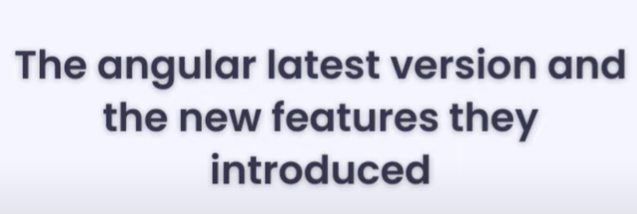 The angular latest version and
the new features they
introduced